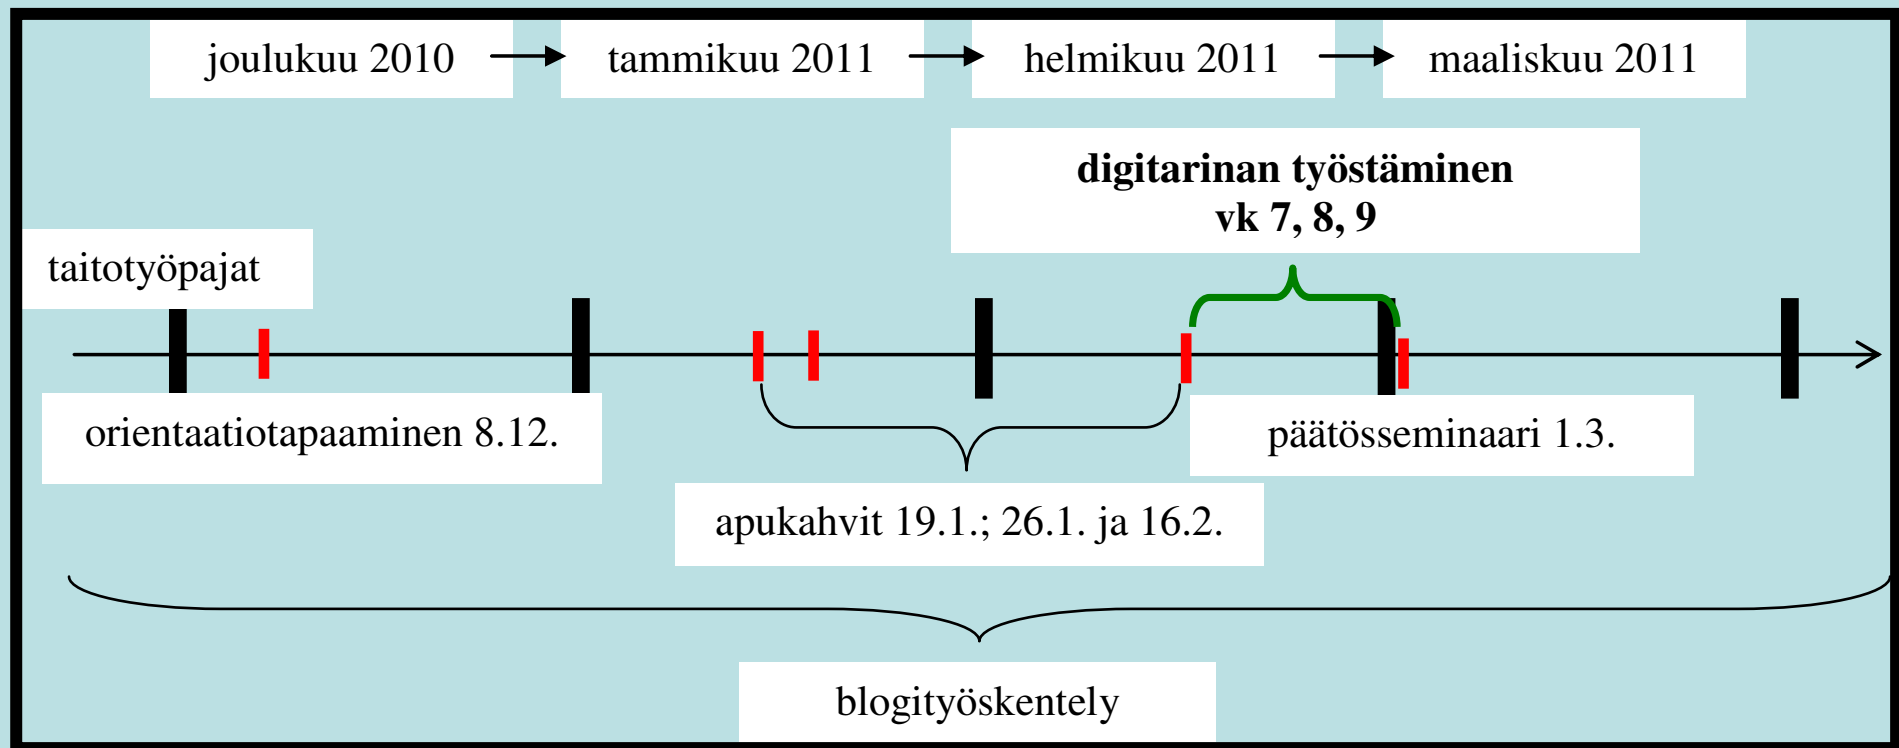 joulukuu 2010
tammikuu 2011
helmikuu 2011
maaliskuu 2011
digitarinan työstäminen
vk 7, 8, 9
taitotyöpajat
orientaatiotapaaminen 8.12.
päätösseminaari 1.3.
apukahvit 19.1.; 26.1. ja 16.2.
blogityöskentely